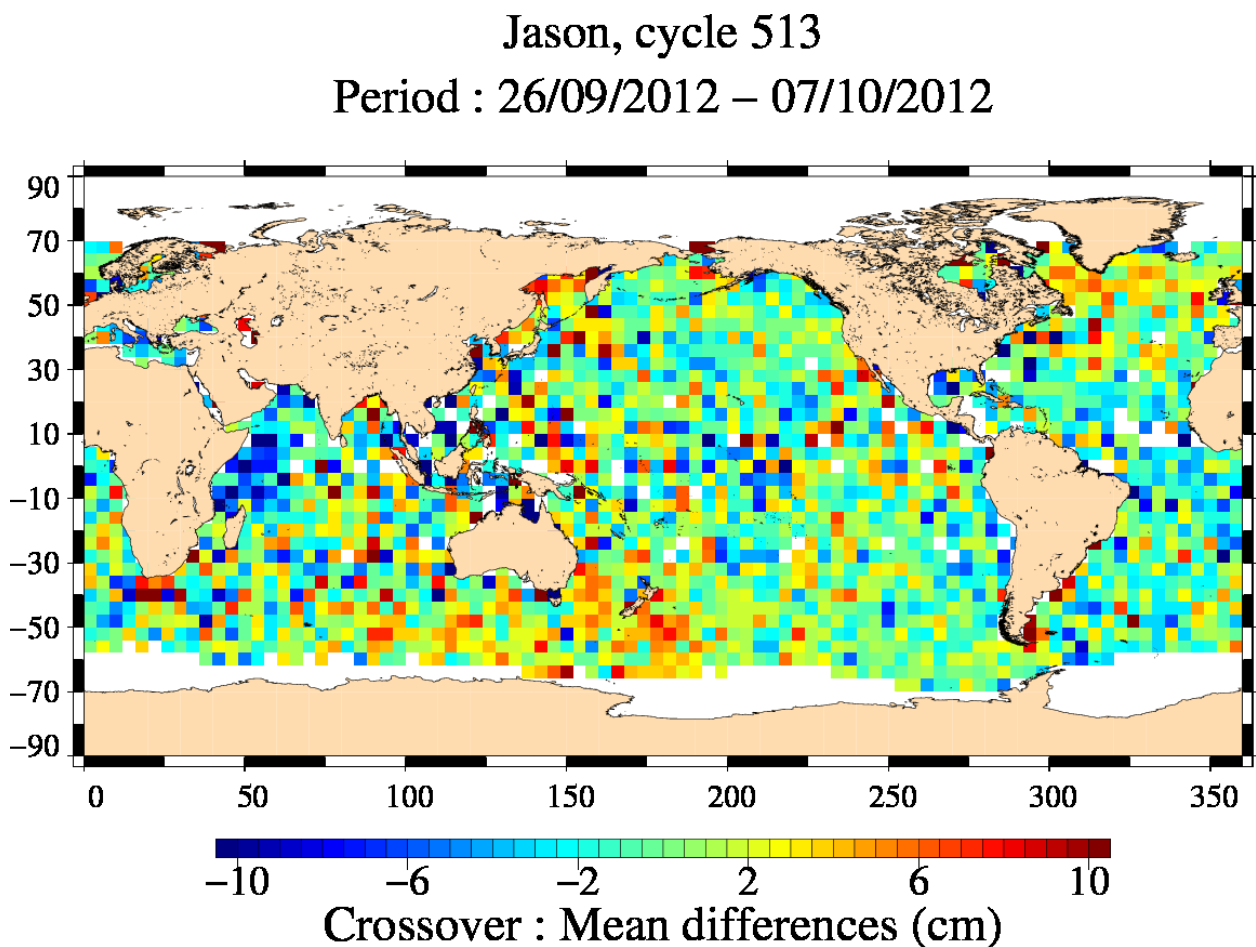 Jason, cycle 513
Period : 26/09/2012 – 07/10/2012
90
70
50
30
10
−10
−30
−50
−70
−90
0 50 100 150 200 250 300 350
−10 −6 −2 2 6 10
Crossover : Mean differences (cm)